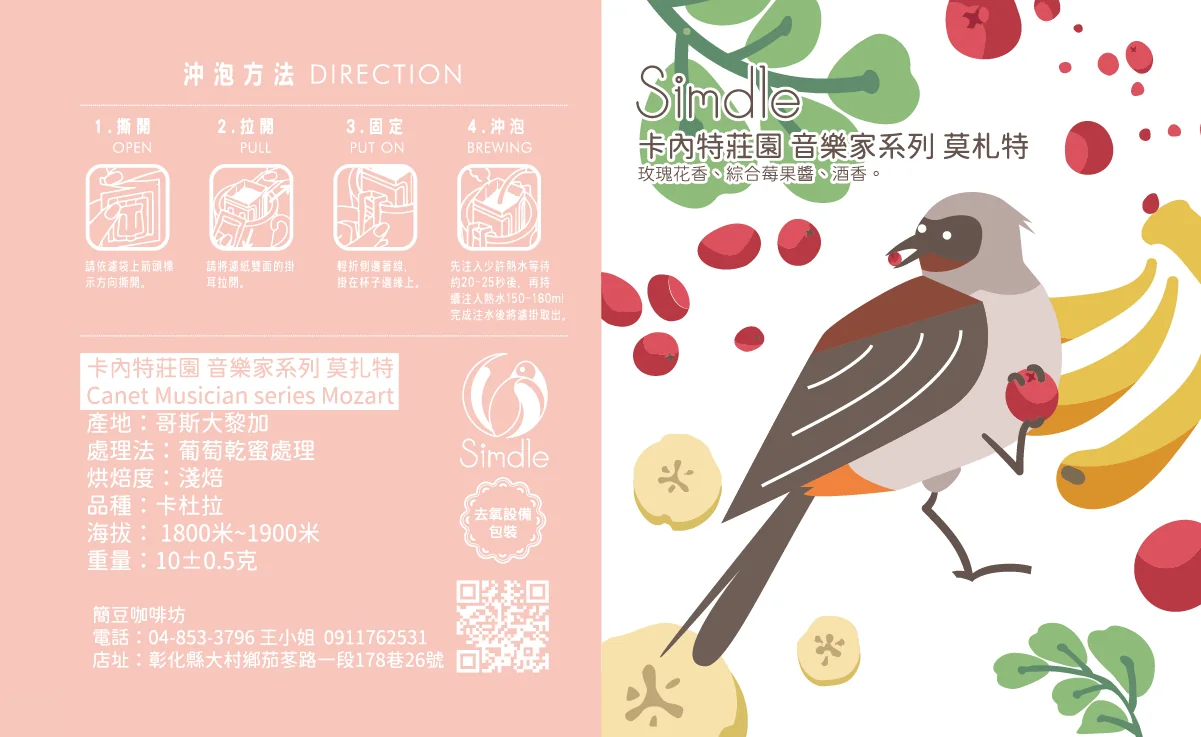 沖泡方法 DIRECTION
1.撕開
OPEN
2.拉開
PULL
3.固定
PUT ON
4.沖泡
BREWING
請依濾袋上箭頭標
示方向撕開。
請將濾紙雙面的掛
耳拉開。
輕折側邊著線,
掛在杯子邊緣上。
先注入少許熱水等待
約20-25秒後，再持
續注入熱水150-180ml
完成注水後將濾掛取出。
卡內特莊園 音樂家系列 莫扎特
Canet Musician series Mozart
產地：哥斯大黎加
處理法：葡萄乾蜜處理
烘焙度：淺焙
品種：卡杜拉
海拔： 1800米~1900米
重量：10±0.5克
Simdle
去氧設備
包裝
簡豆咖啡坊
電話：04-853-3796 王小姐 0911762531
店址：彰化縣大村鄉茄苳路一段178巷26號
Simdle
卡內特莊園 音樂家系列 莫札特
玫瑰花香、綜合莓果醬、酒香。